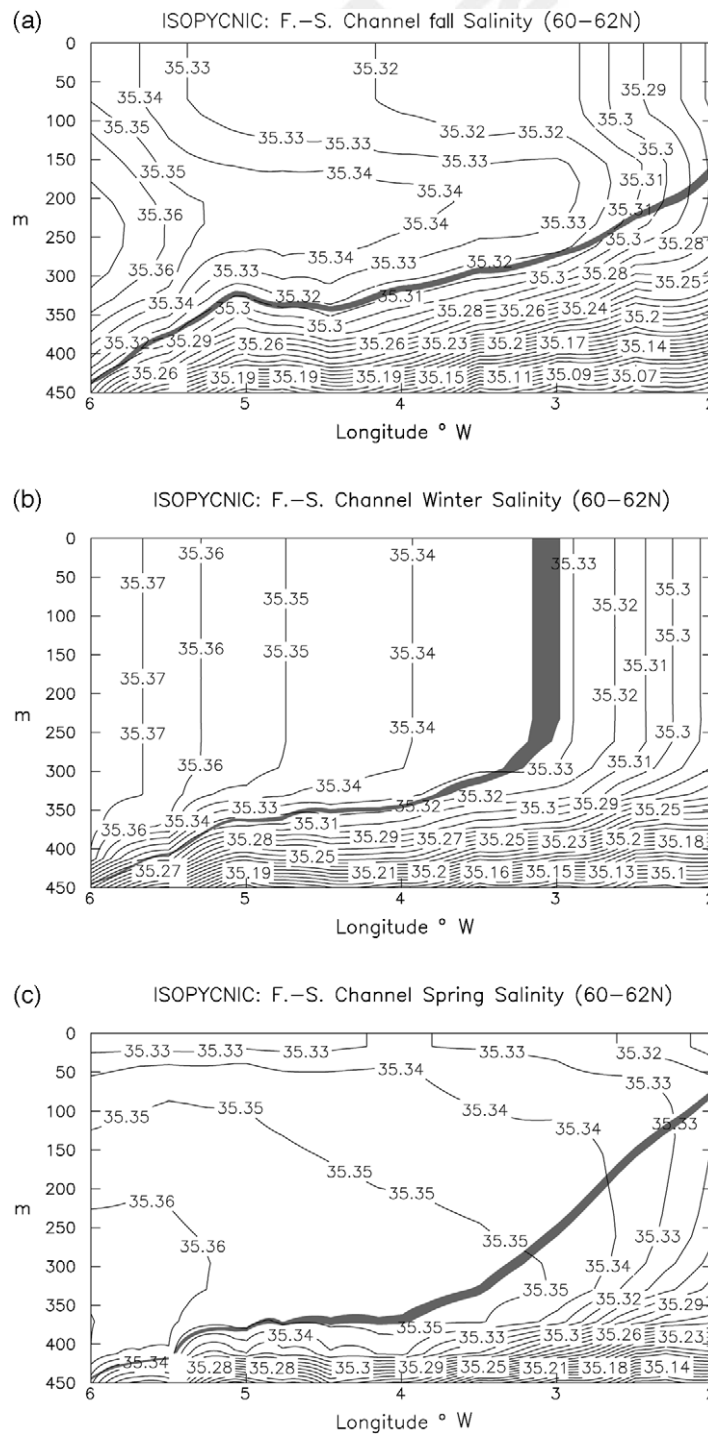 (a) ISOPYCNIC: F.–S. Channel fall Salinity (60–62N)
0
35.33 35.32
50 35.34 35.29
35.35
100 35.3
35.33 35.32 35.32 35.3
150 35.35 35.33 35.33
35.34 35.31
200 35.36 35.34 35.31
m 35.33 35.3
250 35.34 35.28
35.36 35.33 35.33 35.32
300 35.34 35.32 35.31 35.3 35.28 35.25
35.3 35.28 35.26 35.24 35.2
350 35.32 35.29 35.3
35.26 35.26 35.23 35.2 35.17 35.14
400 35.26 35.19 35.19 35.19 35.15 35.11 35.09 35.07
450
6 5 4 3 2
Longitude ° W
(b) ISOPYCNIC: F.–S. Channel Winter Salinity (60–62N)
0
35.36 35.34 35.33
50 35.37 35.35 35.3
100 35.32
35.36 35.35 35.34 35.3
150
35.37 35.31
200 35.32
m 35.36 35.34 35.3
250 35.37
300 35.36 35.34 35.33 35.31
35.33 35.32 35.32 35.3 35.29 35.25
350 35.36 35.34 35.31
35.28 35.29 35.27 35.25 35.23 35.2 35.18
400 35.25
35.27 35.19 35.21 35.2 35.16 35.15 35.13 35.1
450
6 5 4 3 2
Longitude ° W
(c) ISOPYCNIC: F.–S. Channel Spring Salinity (60–62N)
0
35.33 35.33 35.33 35.33 35.32
50 35.34 35.33
100 35.35 35.35 35.34 35.33
35.34
150
35.35
200 35.35
m 35.36
250 35.36 35.35 35.33
300 35.34
35.35 35.32 35.29
350
35.35 35.33 35.3 35.26 35.23
400 35.34
35.34 35.28 35.28 35.3 35.29 35.25 35.21 35.18 35.14
450
6 5 4 3 2
Longitude ° W